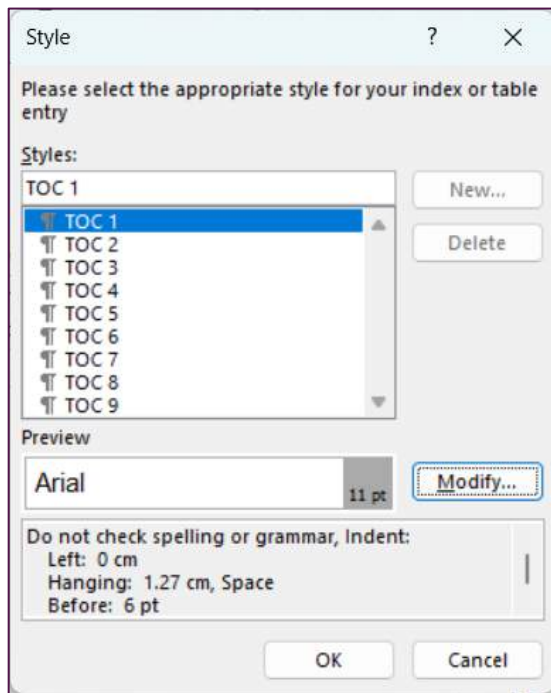 Style ?
Please select the appropriate style for your index or table
entry
Styles:
TOC 1
New...
¶ TOC 1
¶ TOC 2
Delete
¶ TOC 3
¶ TOC 4
¶ TOC 5
¶ TOC 6
¶ TOC 7
¶ TOC 8
¶ TOC 9
Preview
Arial
11 pt
Modify...
Do not check spelling or grammar, Indent:
Left: 0 cm
Hanging: 1.27 cm, Space
Before: 6 pt
OK
Cancel